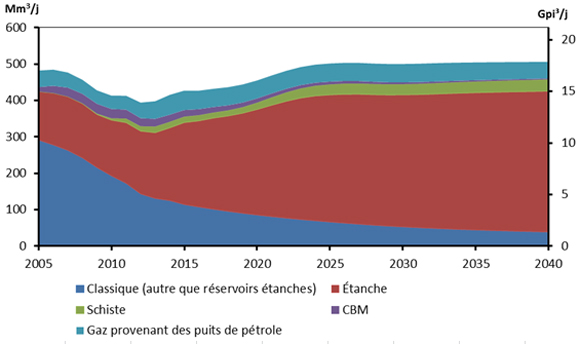 Mm³/j
Gpi³/j
600
500
400
300
200
100
0
20
15
10
5
0
2005
2010
2015
2020
2025
2030
2035
2040
Classique (autre que réservoirs étanches)
Étanche
Schiste
CBM
Gaz provenant des puits de pétrole